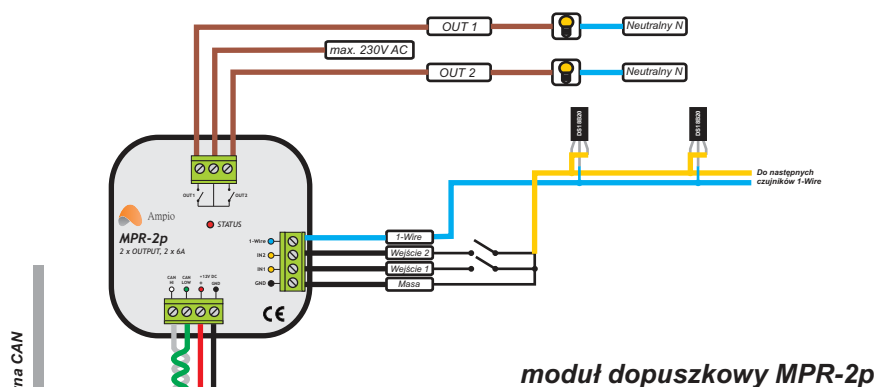 OUT 1
Neutralny N
max. 230V AC
OUT 2
Neutralny N
DS18B20
DS18B20
Do następnych
czujników 1-Wire
OUT1
OUT2
Ampio
STATUS
MPR-2p
2 x OUTPUT, 2 x 6A
1-Wire
IN2
IN1
GND
1-Wire
Wejście 2
Wejście 1
Masa
CAN
HI
CAN
LOW
+12V DC
+
GND
CE
na CAN
moduł dopuszkowy MPR-2p